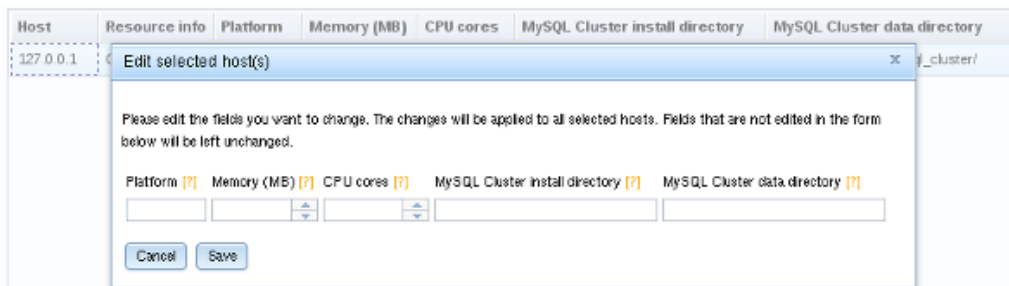 Host Resource info Platform Memory (MB) CPU cores MySQL Cluster install directory MySQL Cluster data directory
127.0.0.1 ql_cluster/
Edit selected host(s) x
Please edit the fields you want to change. The changes will be applied to all selected hosts. Fields that are not edited in the form
below will be left unchanged.
Platform [?] Memory (MB) [?] CPU cores [?] MySQL Cluster install directory [?] MySQL Cluster data directory [?]
Cancel Save